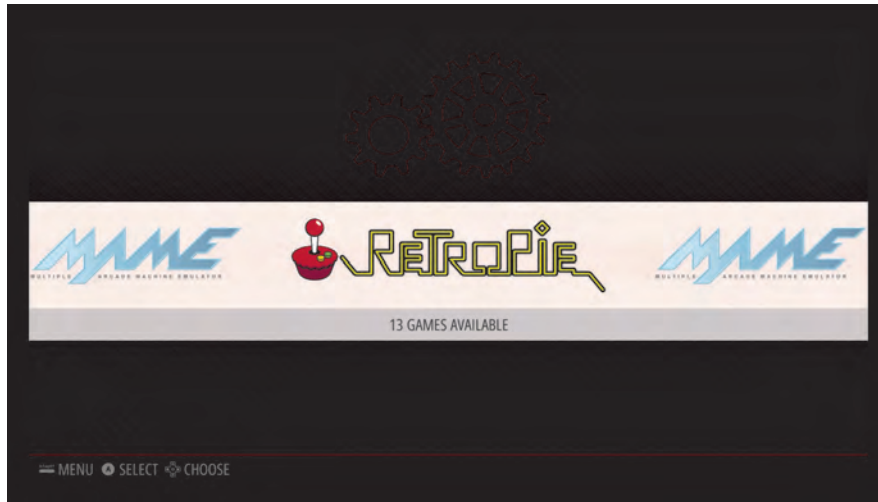 MAME RETROPIE MAME
MULTIPLE ARCADE MACHINE EMULATOR MULTIPLE ARCADE MACHINE EMULATOR
13 GAMES AVAILABLE
MENU A SELECT CHOOSE